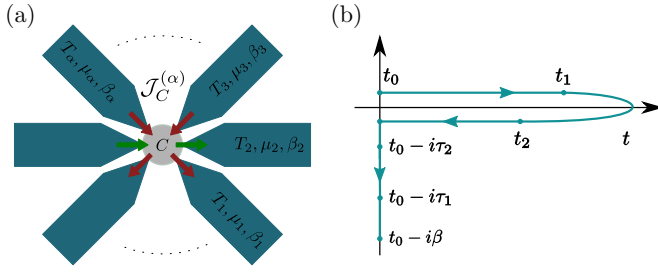 (a)
T_α, μ_α, β_α
𝒥_C^{(α)}
T_3, μ_3, β_3
C
T_2, μ_2, β_2
T_1, μ_1, β_1
(b)
t_0
t_1
t_2
t
t_0 − iτ_2
t_0 − iτ_1
t_0 − iβ